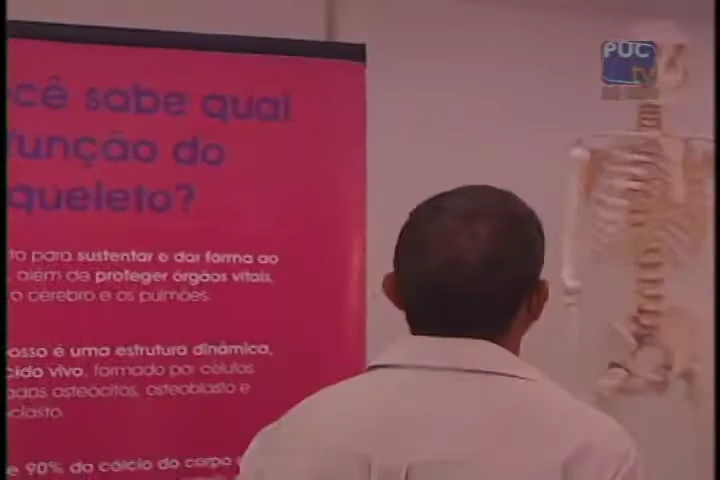 ocê sabe qual
função do
queleto?
to para sustentar e dar forma ao
, além de proteger órgãos vitais,
o cérebro e os pulmões.
osso é uma estrutura dinâmica,
cido vivo, formado por células
adas osteócitos, osteoblasto e
clasto.
e 90% do cálcio do corpo
PUC
tv